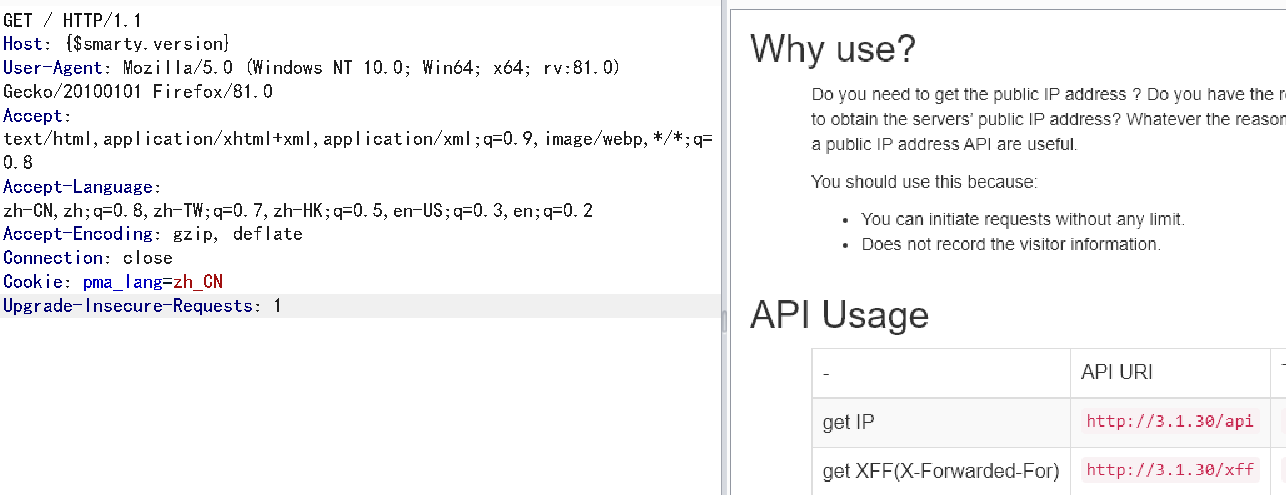 GET / HTTP/1.1
Host: {$smarty.version}
User-Agent: Mozilla/5.0 (Windows NT 10.0; Win64; x64; rv:81.0)
Gecko/20100101 Firefox/81.0
Accept:
text/html,application/xhtml+xml,application/xml;q=0.9,image/webp,*/*;q=
0.8
Accept-Language:
zh-CN,zh;q=0.8,zh-TW;q=0.7,zh-HK;q=0.5,en-US;q=0.3,en;q=0.2
Accept-Encoding: gzip, deflate
Connection: close
Cookie: pma_lang=zh_CN
Upgrade-Insecure-Requests: 1
Why use?
Do you need to get the public IP address ? Do you have the
to obtain the servers' public IP address? Whatever the reason
a public IP address API are useful.
You should use this because:
• You can initiate requests without any limit.
• Does not record the visitor information.
API Usage
- API URI
get IP http://3.1.30/api
get XFF(X-Forwarded-For) http://3.1.30/xff